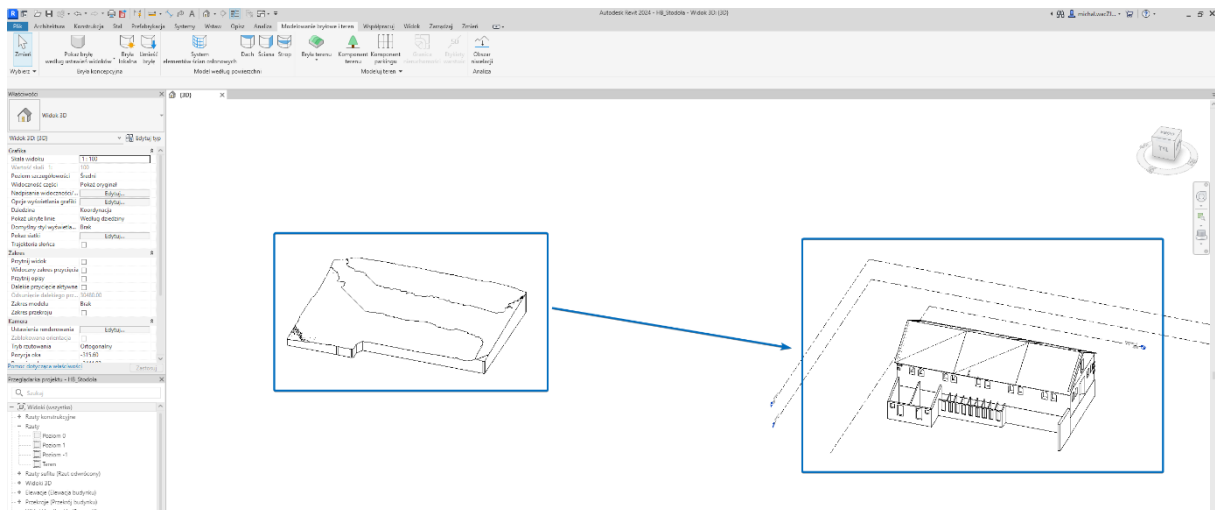 Autodesk Revit 2024 - HB_Stodoła - Widok 3D: {3D}
michal.wacZl...
Architektura Konstrukcja Stal Prefabrykacja Systemy Wstaw Opisz Analiza Modelowanie bryłowe i teren Współpracuj Widok Zarządzaj Zmień
Zmień
Pokaż bryłę
według ustawień widoków
Bryła
lokalna
Umieść
bryłę
System
elementów ścian osłonowych
Dach Ściana Strop
Bryła terenu
Komponent
terenu
Komponent
parkingu
Obszar
niwelacji
Wybierz
Bryła koncepcyjna
Model według powierzchni
Modeluj teren
Analiza
Właściwości
{3D}
Widok 3D
Widok 3D: {3D}
Edytuj typ
Grafika
Skala widoku 1 : 100
Wartość skali 1: 100
Poziom szczegółowości Średni
Widoczność części Pokaż oryginał
Nadpisania widoczności/... Edytuj...
Opcje wyświetlania grafiki Edytuj...
Dziedzina Koordynacja
Pokaż ukryte linie Według dziedziny
Domyślny styl wyświetla... Brak
Pokaż siatki Edytuj...
Trajektoria słońca
Zakres
Przytnij widok
Widoczny zakres przycięcia
Przytnij opisy
Dalekie przycięcie aktywne
Odsunięcie dalekiego prz... 30480.00
Zakres modelu Brak
Zakres przekroju
Kamera
Ustawienia renderowania Edytuj...
Zablokowana orientacja
Tryb rzutowania Ortogonalny
Pozycja oka
Pomoc dotycząca właściwości
Zastosuj
Przeglądarka projektu - HB_Stodoła
Szukaj
Widoki (wszystko)
Rzuty konstrukcyjne
Rzuty
Poziom 0
Poziom 1
Poziom -1
Teren
Rzuty sufitu (Rzut odwrócony)
Widoki 3D
Elewacje (Elewacja budynku)
Przekroje (Przekrój budynku)